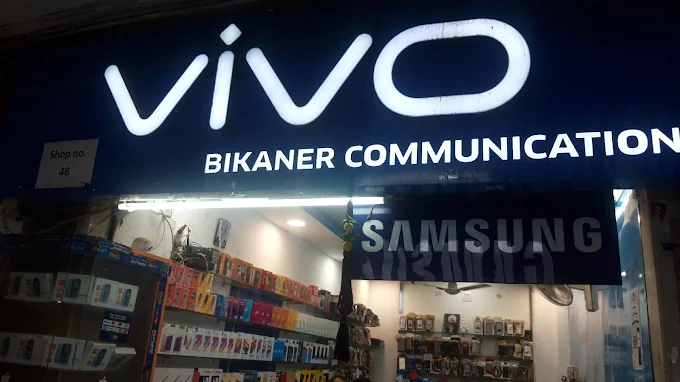 vivo
BIKANER COMMUNICATION
Shop no.
48
SAMSUNG